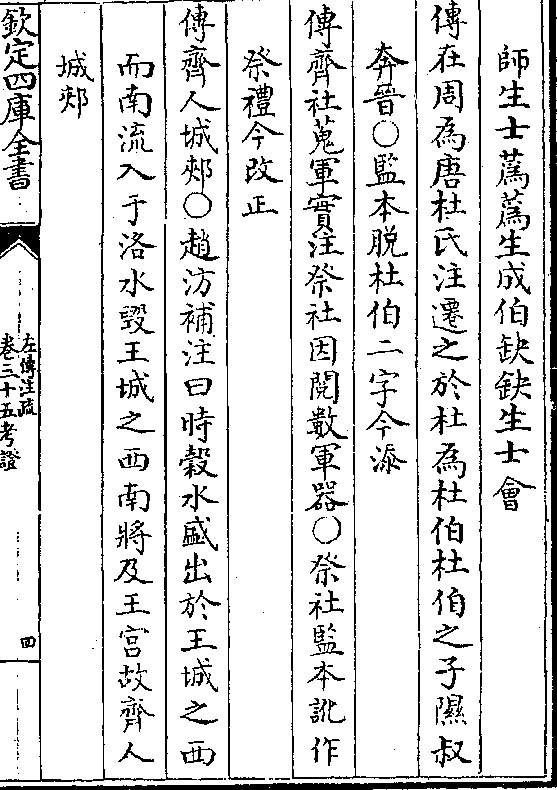 師生士蔿蔿生成伯缺缺生士會
傳在周為唐杜氏注遷之於杜為杜伯杜伯之子隰叔
奔晉○監本脱杜伯二字今添
傳齊社蒐軍實注祭社因閱數軍器○祭社監本訛作
祭禮今改正
傳齊人城郟○趙汸補注曰時穀水盛出於王城之西
而南流入于洛水毀王城之西南將及王宮故齊人
城郟
欽定四庫全書
左傳注疏
卷三十五考證
四